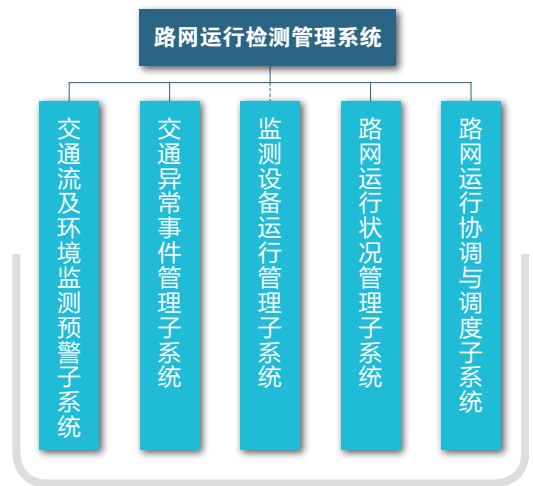 路网运行检测管理系统
交通流及环境监测预警子系统
交通异常事件管理子系统
监测设备运行管理子系统
路网运行状况管理子系统
路网运行协调与调度子系统